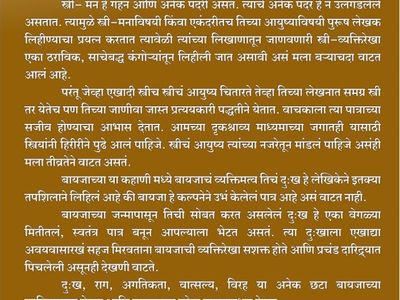 स्त्री- मन हे गहन आणि अनेक पदरी असतं. त्याचे अनेक पदर हे न उलगडलेले
असतात. त्यामुळे स्त्री-मनाविषयी किंवा एकंदरीतच तिच्या आयुष्याविषयी पुरूष लेखक
लिहीण्याचा प्रयत्न करतात त्यावेळी त्यांच्या लिखाणातून जाणवणारी स्त्री-व्यक्तिरेखा
एका ठराविक, साचेबद्ध कंगोऱ्यांतून लिहीली जात असावी असं मला बऱ्याचदा वाटत
आलं आहे.
परंतू जेव्हा एखादी स्त्रीच स्त्रीचं आयुष्य चितारते तेव्हा तिच्या लेखनात समग्र स्त्री
तर येतेच पण तिच्या जाणीवा जास्त प्रत्ययकारी पद्धतीने येतात. वाचकाला त्या पात्राच्या
सजीव होण्याचा आभास देतात. आमच्या दृकश्राव्य माध्यमाच्या जगातही यासाठी
स्त्रियांनी हिरीरीने पुढे आलं पाहिजे. स्त्रीचं आयुष्य त्यांच्या नजरेतून मांडलं पाहिजे असंही
मला तीव्रतेने वाटत असतं.
बायजाच्या या कहाणी मध्ये बायजाचं व्यक्तिमत्व तिचं दुःख हे लेखिकेने इतक्या
तपशिलाने लिहिलं आहे की बायजा हे कल्पनेने उभं केलेलं पात्र आहे असं वाटत नाही.
बायजाच्या जन्मापासून तिची सोबत करत असलेलं दुःख हे एका वेगळ्या
मितीतलं, स्वतंत्र पात्र बनून आपल्याला भेटत असतं. त्या दुःखाला एखाद्या
अवयवासारखं सहज मिरवताना बायजाची व्यक्तिरेखा सशक्त होते आणि प्रचंड दारिद्र्यात
पिचलेली असूनही देखणी वाटते.
दुःख, राग, अगतिकता, वात्सल्य, विरह या अनेक छटा बायजाच्या